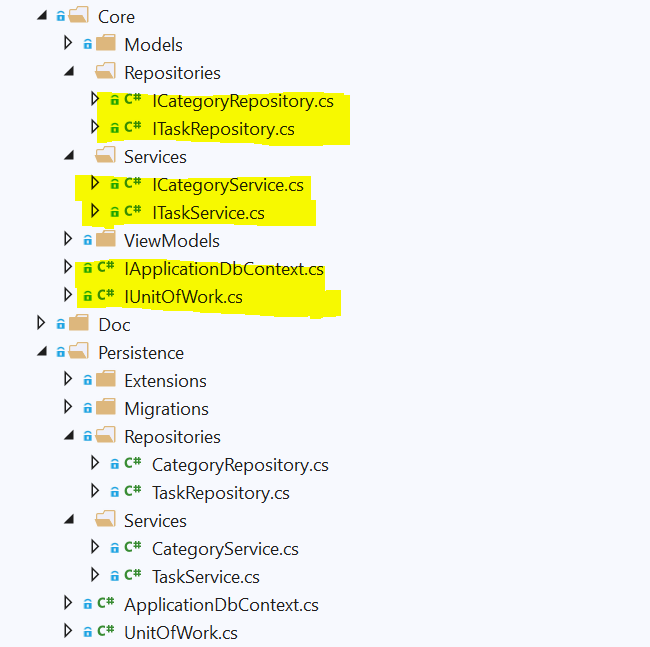 Core
Models
Repositories
C# ICategoryRepository.cs
C# ITaskRepository.cs
Services
C# ICategoryService.cs
C# ITaskService.cs
ViewModels
C# IApplicationDbContext.cs
C# IUnitOfWork.cs
Doc
Persistence
Extensions
Migrations
Repositories
C# CategoryRepository.cs
C# TaskRepository.cs
Services
C# CategoryService.cs
C# TaskService.cs
C# ApplicationDbContext.cs
C# UnitOfWork.cs